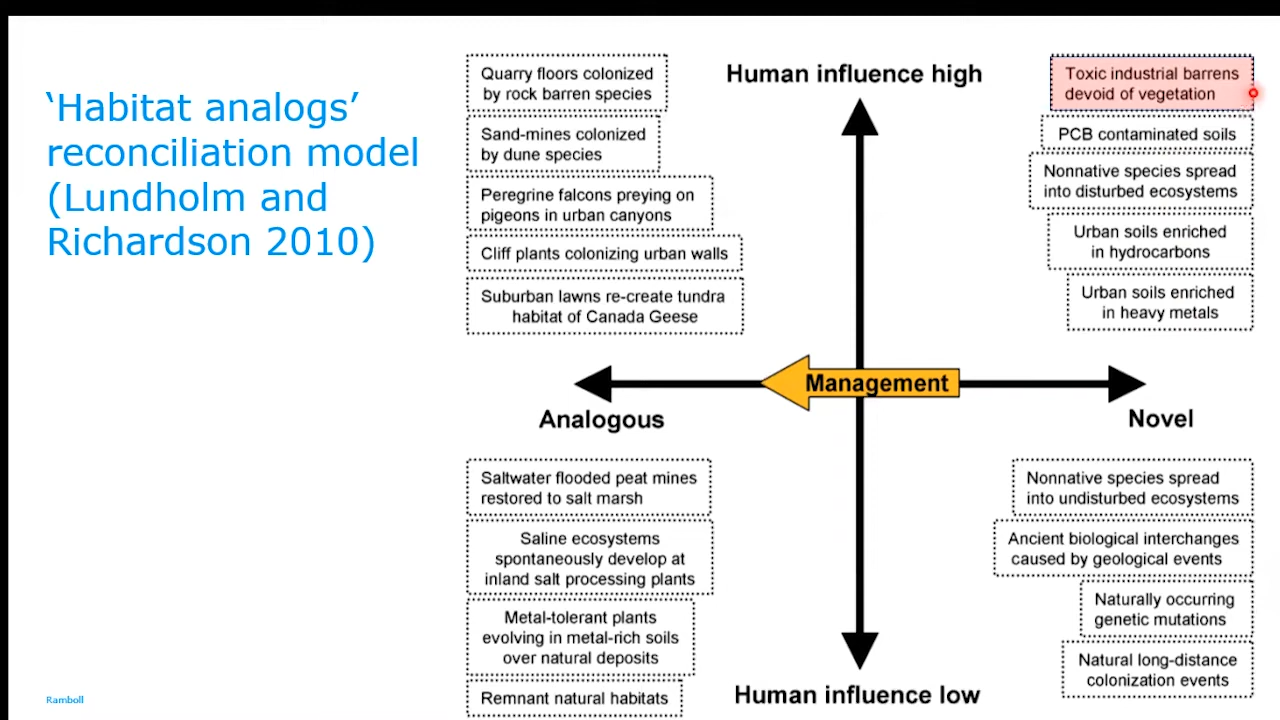 ‘Habitat analogs’
reconciliation model
(Lundholm and
Richardson 2010)
Human influence high
Quarry floors colonized
by rock barren species
Sand-mines colonized
by dune species
Peregrine falcons preying on
pigeons in urban canyons
Cliff plants colonizing urban walls
Suburban lawns re-create tundra
habitat of Canada Geese
Toxic industrial barrens
devoid of vegetation
PCB contaminated soils
Nonnative species spread
into disturbed ecosystems
Urban soils enriched
in hydrocarbons
Urban soils enriched
in heavy metals
Management
Analogous
Novel
Saltwater flooded peat mines
restored to salt marsh
Saline ecosystems
spontaneously develop at
inland salt processing plants
Metal-tolerant plants
evolving in metal-rich soils
over natural deposits
Remnant natural habitats
Nonnative species spread
into undisturbed ecosystems
Ancient biological interchanges
caused by geological events
Naturally occurring
genetic mutations
Natural long-distance
colonization events
Human influence low
Ramboll